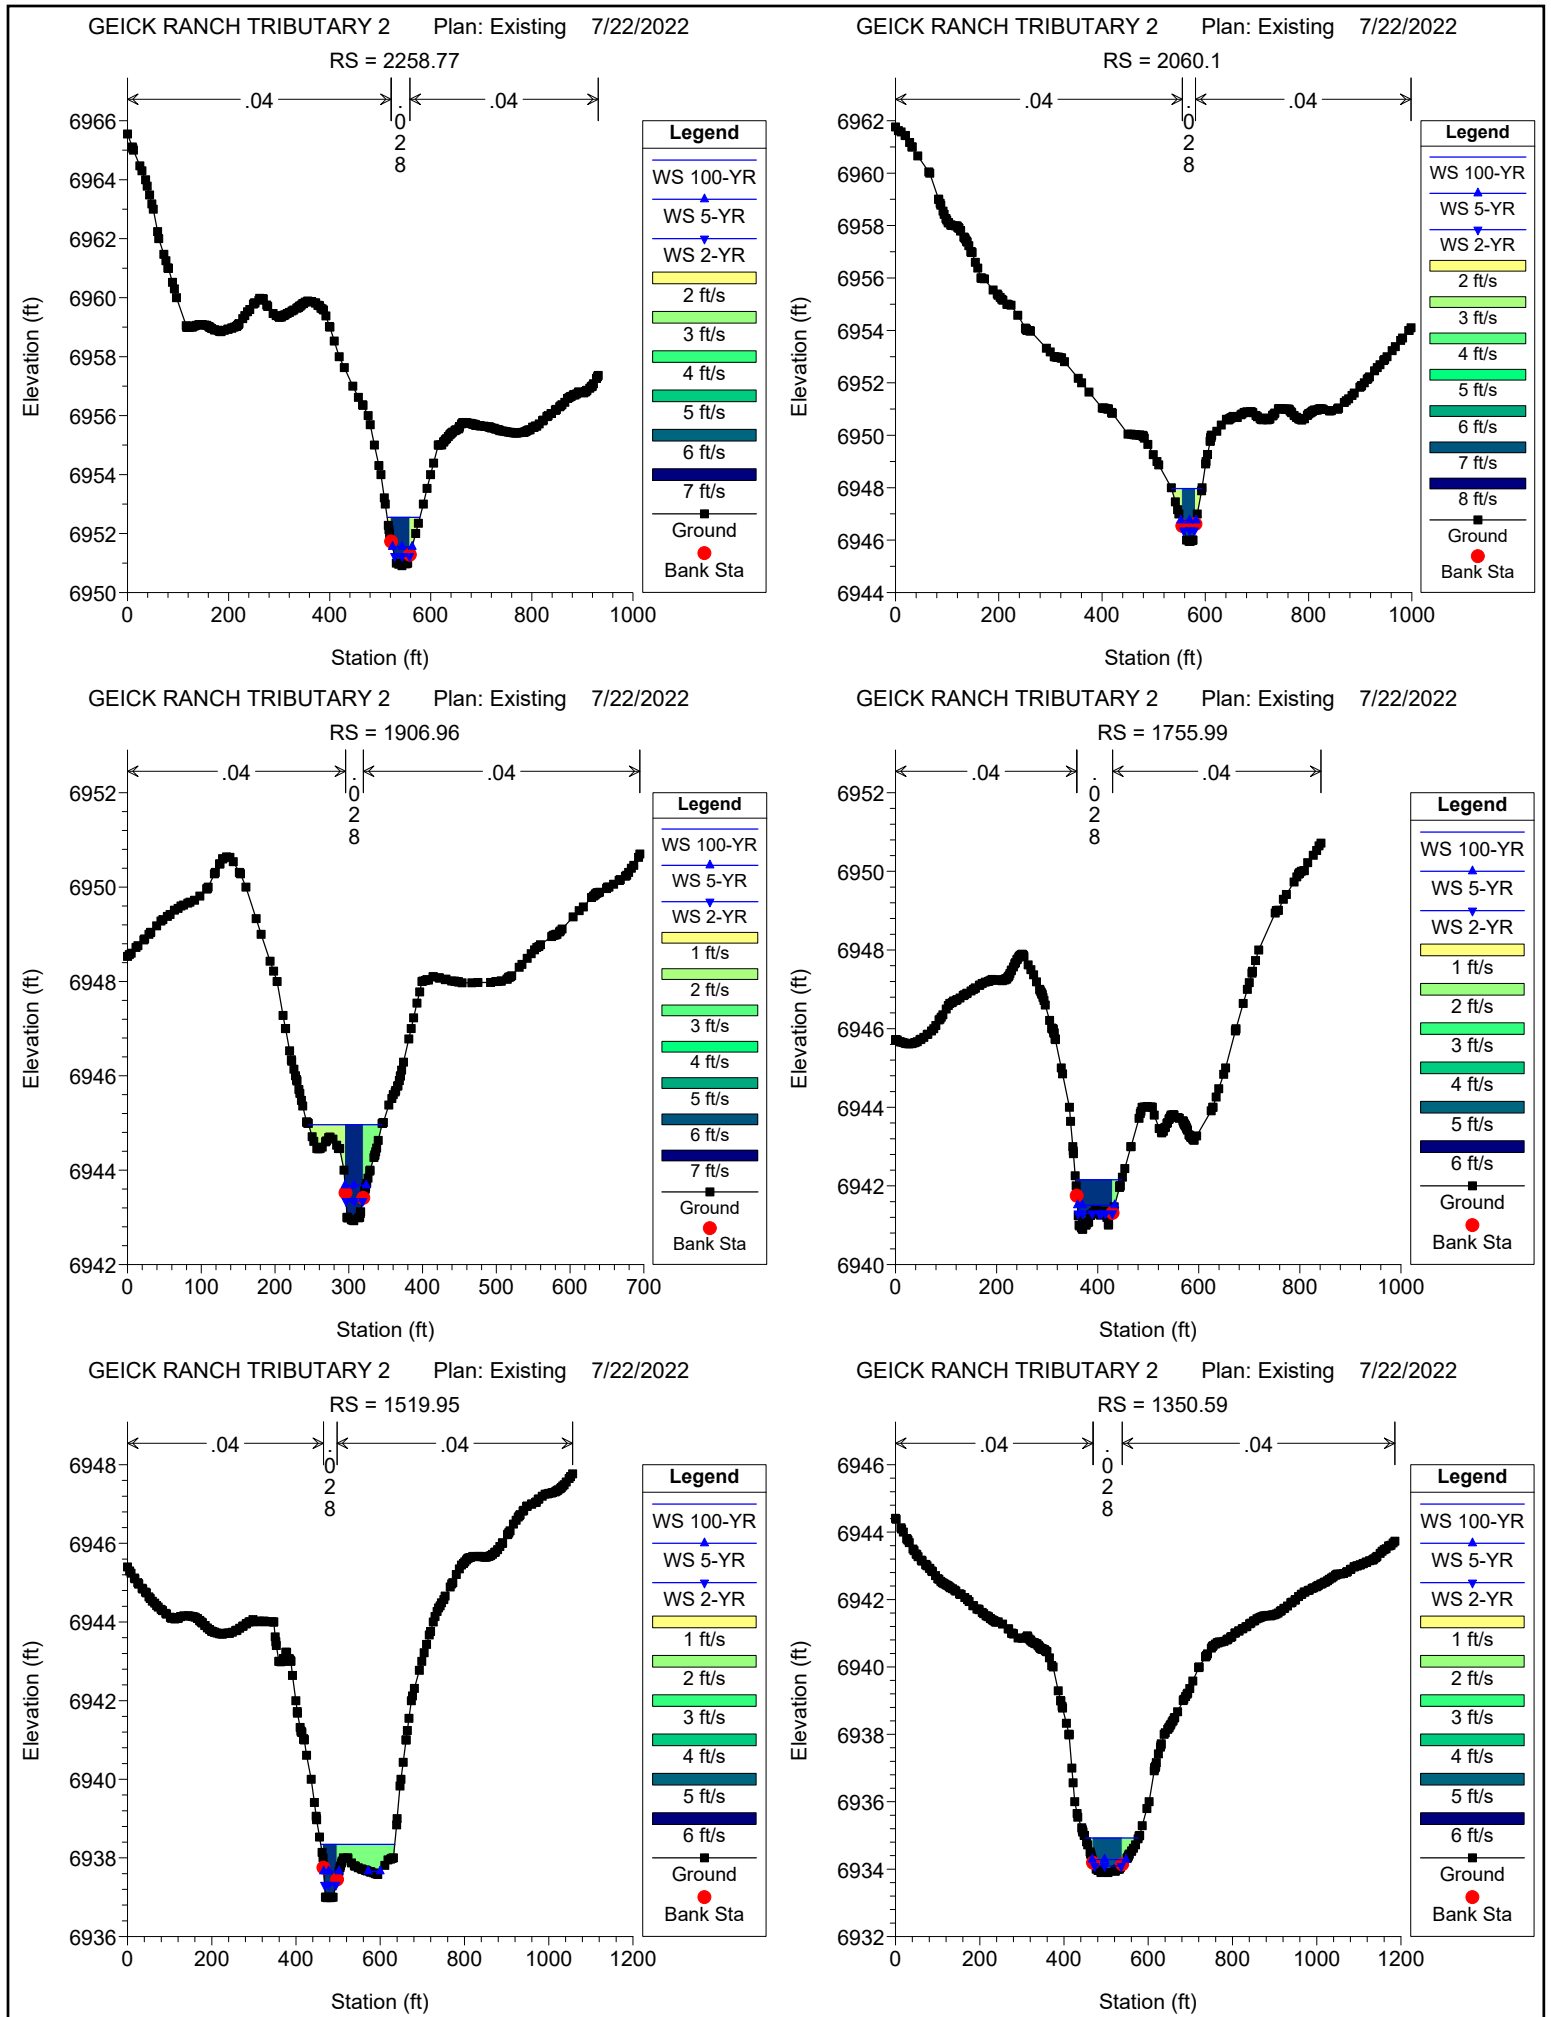 GEICK RANCH TRIBUTARY 2 Plan: Existing 7/22/2022
RS = 2258.77
.04 .028 .04
6966
6964
6962
6960
6958
6956
6954
6952
6950
Elevation (ft)
0 200 400 600 800 1000
Station (ft)
Legend
WS 100-YR
WS 5-YR
WS 2-YR
2 ft/s
3 ft/s
4 ft/s
5 ft/s
6 ft/s
7 ft/s
Ground
Bank Sta
GEICK RANCH TRIBUTARY 2 Plan: Existing 7/22/2022
RS = 2060.1
.04 .028 .04
6962
6960
6958
6956
6954
6952
6950
6948
6946
6944
Elevation (ft)
0 200 400 600 800 1000
Station (ft)
Legend
WS 100-YR
WS 5-YR
WS 2-YR
2 ft/s
3 ft/s
4 ft/s
5 ft/s
6 ft/s
7 ft/s
8 ft/s
Ground
Bank Sta
GEICK RANCH TRIBUTARY 2 Plan: Existing 7/22/2022
RS = 1906.96
.04 .028 .04
6952
6950
6948
6946
6944
6942
Elevation (ft)
0 100 200 300 400 500 600 700
Station (ft)
Legend
WS 100-YR
WS 5-YR
WS 2-YR
1 ft/s
2 ft/s
3 ft/s
4 ft/s
5 ft/s
6 ft/s
7 ft/s
Ground
Bank Sta
GEICK RANCH TRIBUTARY 2 Plan: Existing 7/22/2022
RS = 1755.99
.04 .028 .04
6952
6950
6948
6946
6944
6942
6940
Elevation (ft)
0 200 400 600 800 1000
Station (ft)
Legend
WS 100-YR
WS 5-YR
WS 2-YR
1 ft/s
2 ft/s
3 ft/s
4 ft/s
5 ft/s
6 ft/s
Ground
Bank Sta
GEICK RANCH TRIBUTARY 2 Plan: Existing 7/22/2022
RS = 1519.95
.04 .028 .04
6948
6946
6944
6942
6940
6938
6936
Elevation (ft)
0 200 400 600 800 1000 1200
Station (ft)
Legend
WS 100-YR
WS 5-YR
WS 2-YR
1 ft/s
2 ft/s
3 ft/s
4 ft/s
5 ft/s
6 ft/s
Ground
Bank Sta
GEICK RANCH TRIBUTARY 2 Plan: Existing 7/22/2022
RS = 1350.59
.04 .028 .04
6946
6944
6942
6940
6938
6936
6934
6932
Elevation (ft)
0 200 400 600 800 1000 1200
Station (ft)
Legend
WS 100-YR
WS 5-YR
WS 2-YR
1 ft/s
2 ft/s
3 ft/s
4 ft/s
5 ft/s
6 ft/s
Ground
Bank Sta